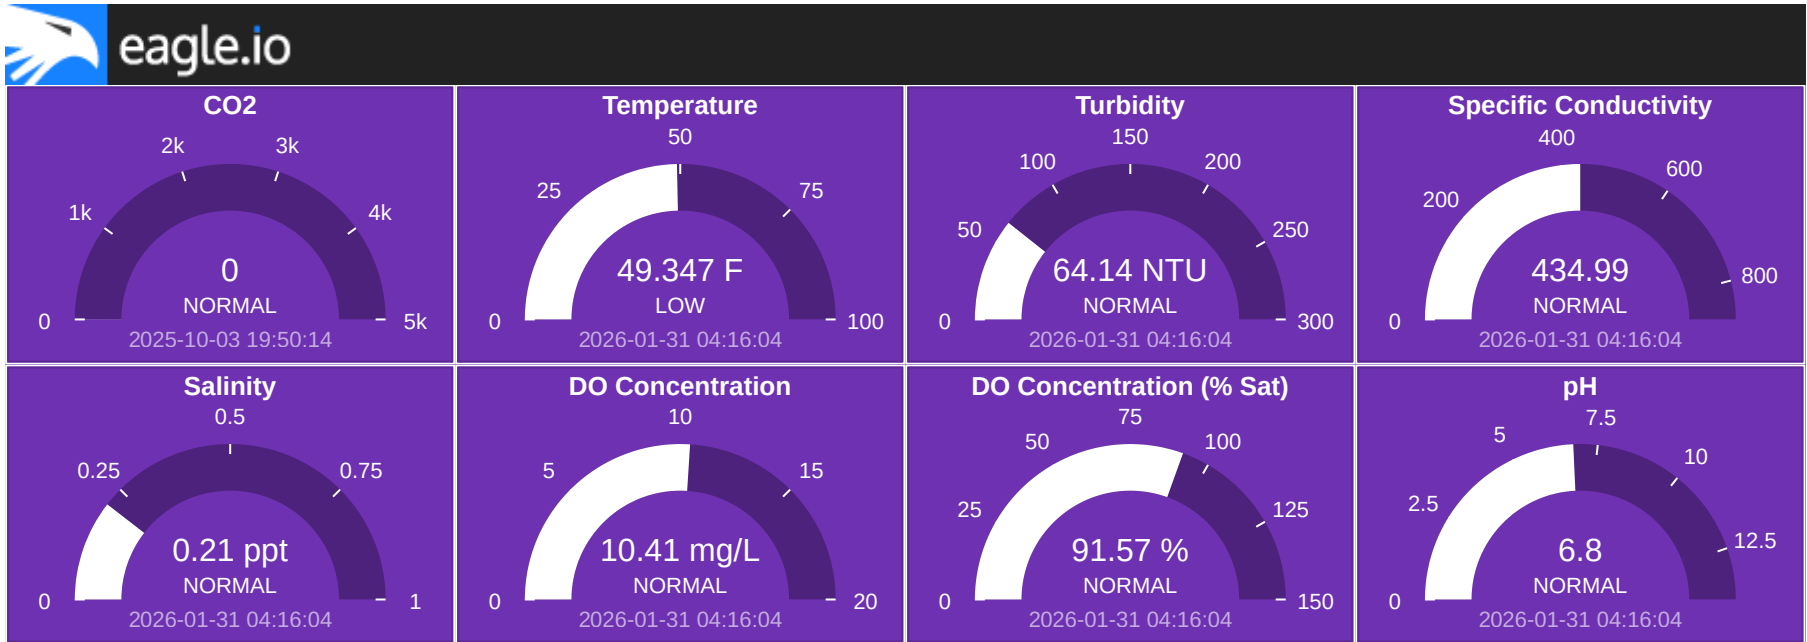 eagle.io
CO2
0
1k
2k
3k
4k
5k
0
NORMAL
2025-10-03 19:50:14
Temperature
0
25
50
75
100
49.347 F
LOW
2026-01-31 04:16:04
Turbidity
0
50
100
150
200
250
300
64.14 NTU
NORMAL
2026-01-31 04:16:04
Specific Conductivity
0
200
400
600
800
434.99
NORMAL
2026-01-31 04:16:04
Salinity
0
0.25
0.5
0.75
1
0.21 ppt
NORMAL
2026-01-31 04:16:04
DO Concentration
0
5
10
15
20
10.41 mg/L
NORMAL
2026-01-31 04:16:04
DO Concentration (% Sat)
0
25
50
75
100
125
150
91.57 %
NORMAL
2026-01-31 04:16:04
pH
0
2.5
5
7.5
10
12.5
6.8
NORMAL
2026-01-31 04:16:04